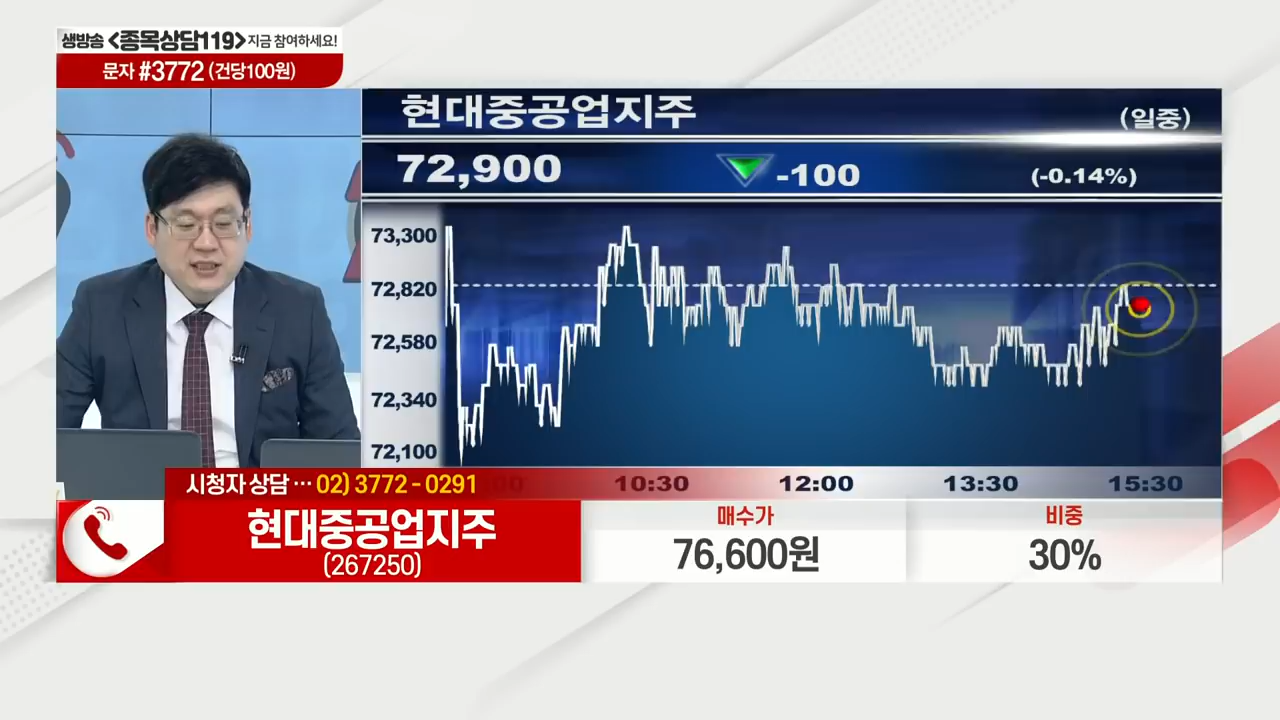 생방송 <종목상담119> 지금 참여하세요!
문자 #3772 (건당100원)
현대중공업지주
(일중)
72,900 -100 (-0.14%)
73,300
72,820
72,580
72,340
72,100
10:30 12:00 13:30 15:30
시청자 상담 … 02) 3772 - 0291
현대중공업지주
(267250)
매수가
76,600원
비중
30%